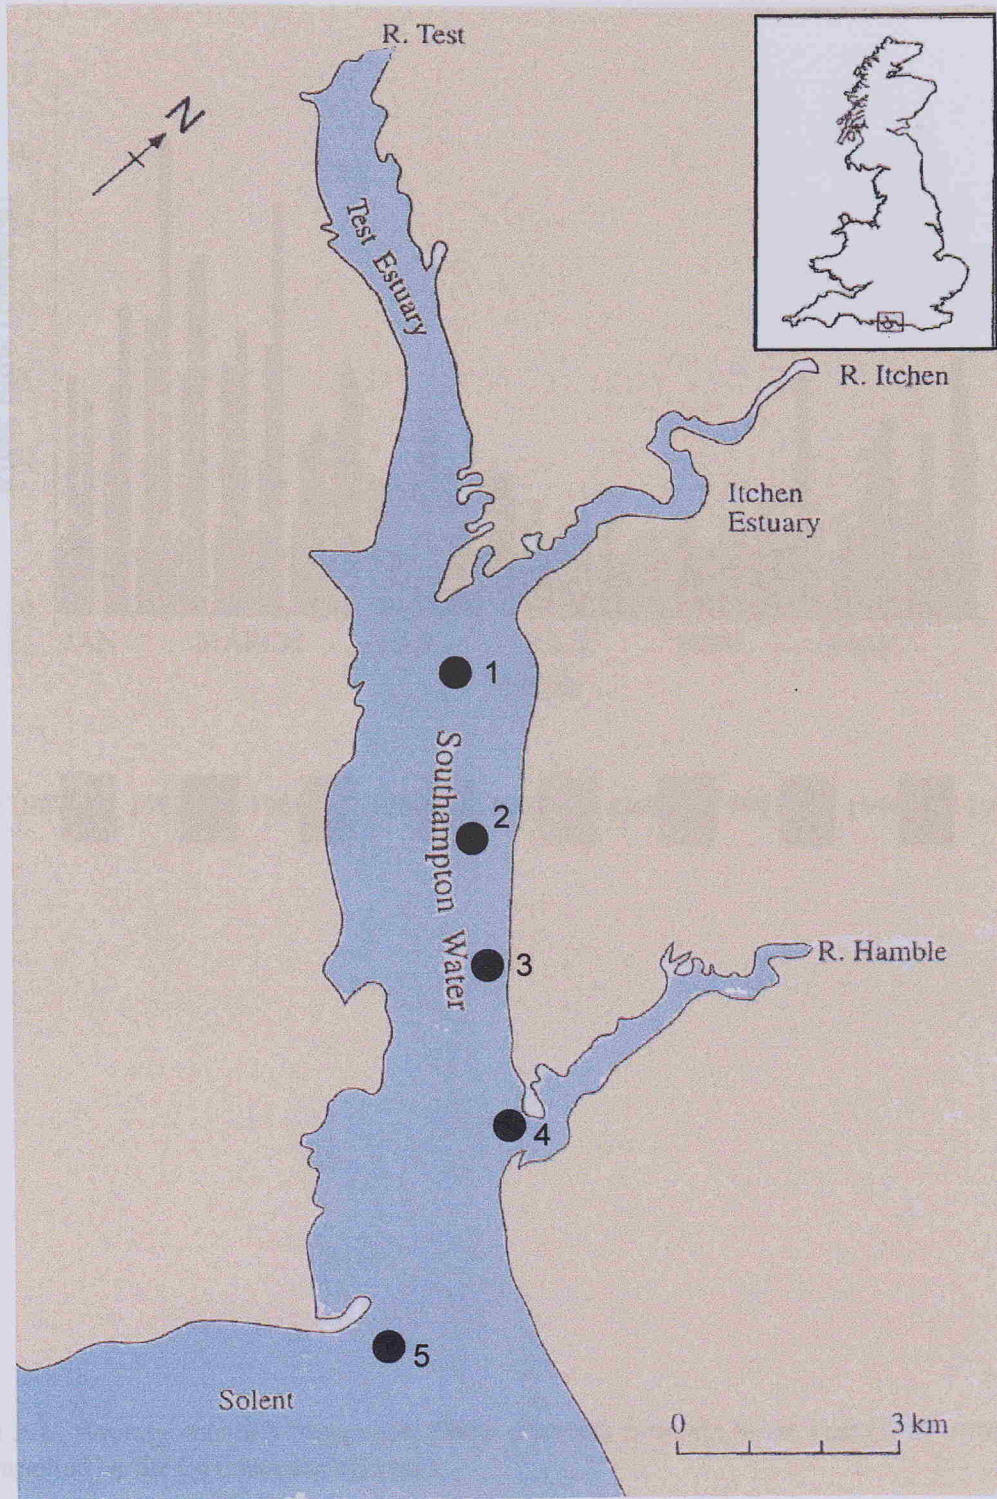 R. Test
N
Test Estuary
R. Itchen
Itchen
Estuary
1
Southampton Water
2
3
R. Hamble
4
5
Solent
0 3 km